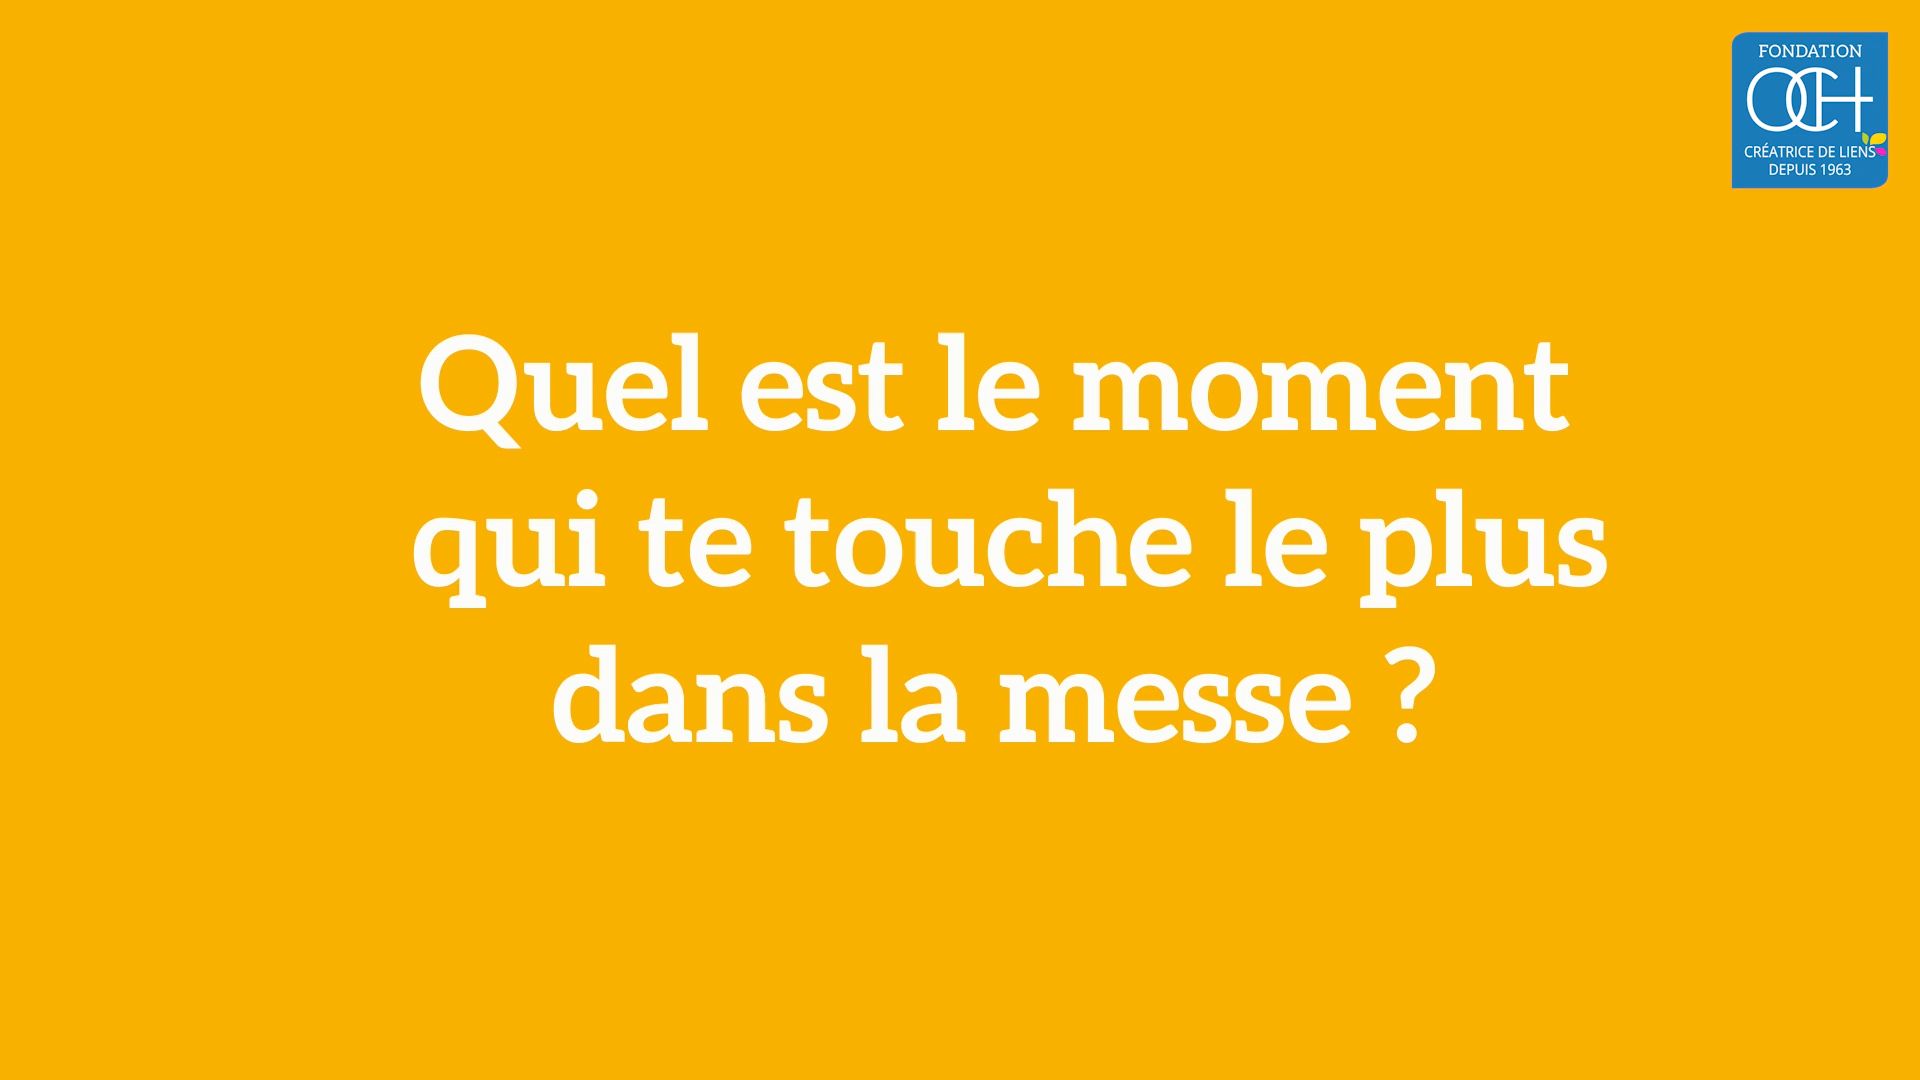 FONDATION
OCH
CRÉATRICE DE LIENS
DEPUIS 1963
Quel est le moment
qui te touche le plus
dans la messe ?